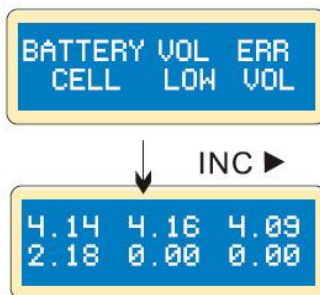 BATTERY VOL ERR
CELL LOW VOL
INC ▶
4.14 4.16 4.09
2.18 0.00 0.00